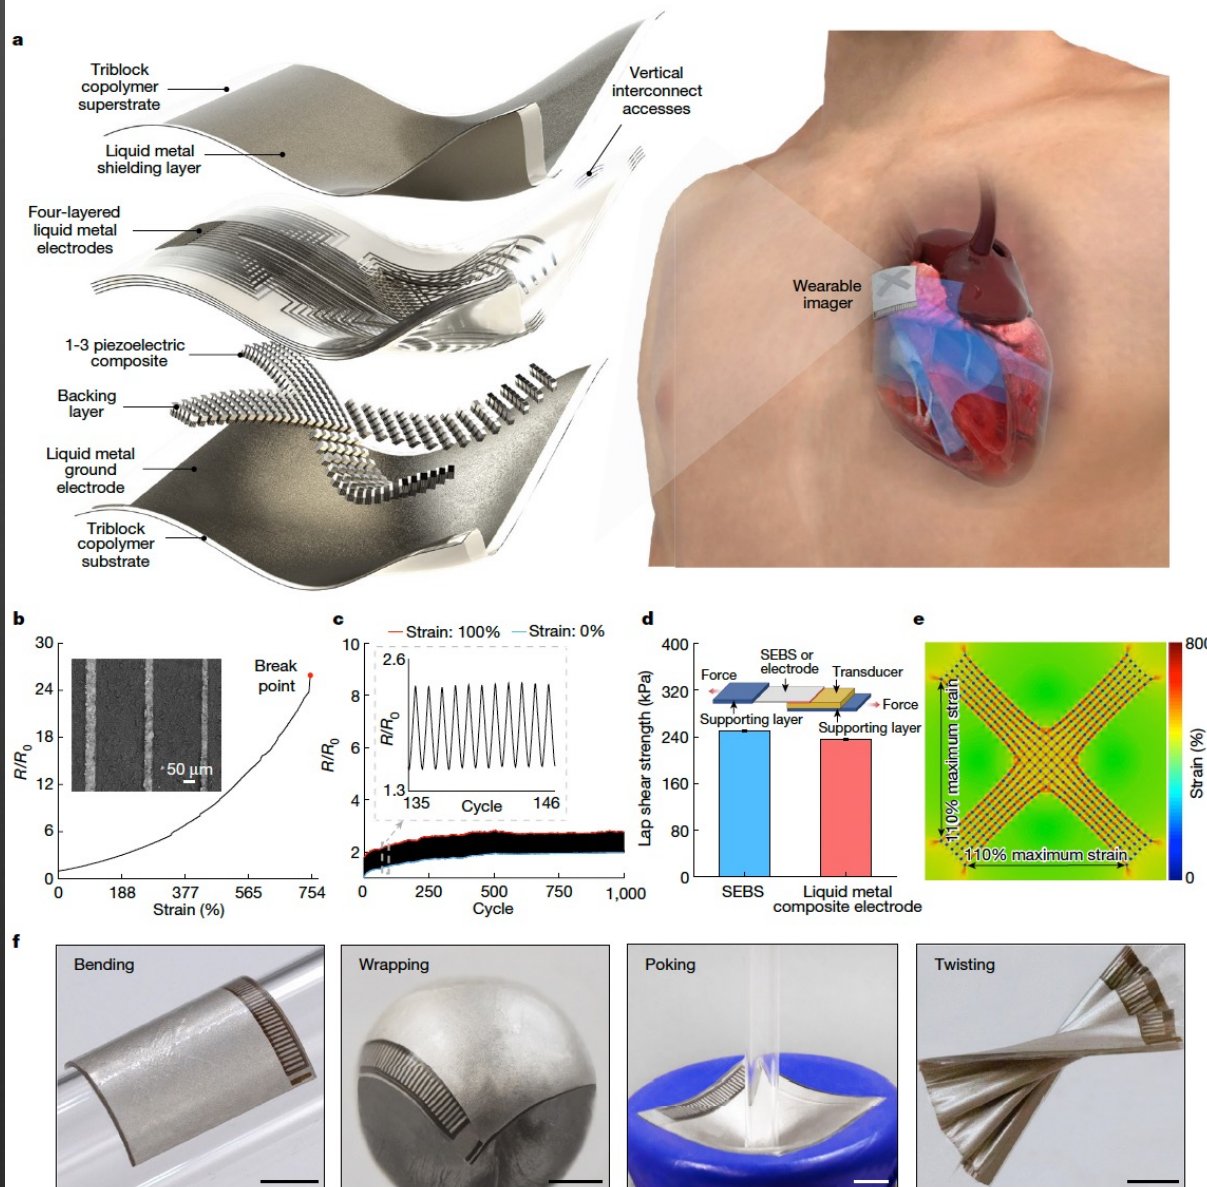 a
Triblock
copolymer
superstrate
Liquid metal
shielding layer
Four-layered
liquid metal
electrodes
1-3 piezoelectric
composite
Backing
layer
Liquid metal
ground
electrode
Triblock
copolymer
substrate
Vertical
interconnect
accesses
Wearable
imager
b
30
24
18
12
6
0
R/R0
0
188
377
565
754
Strain (%)
Break
point
50 μm
c
Strain: 100%
Strain: 0%
10
8
6
4
2
R/R0
0
250
500
750
1,000
Cycle
2.6
1.3
R/R0
135
146
Cycle
d
400
320
240
160
80
0
Lap shear strength (kPa)
Force
SEBS or
electrode
Transducer
Force
Supporting layer
Supporting layer
SEBS
Liquid metal
composite electrode
e
110% maximum strain
110% maximum strain
800
0
Strain (%)
f
Bending
Wrapping
Poking
Twisting